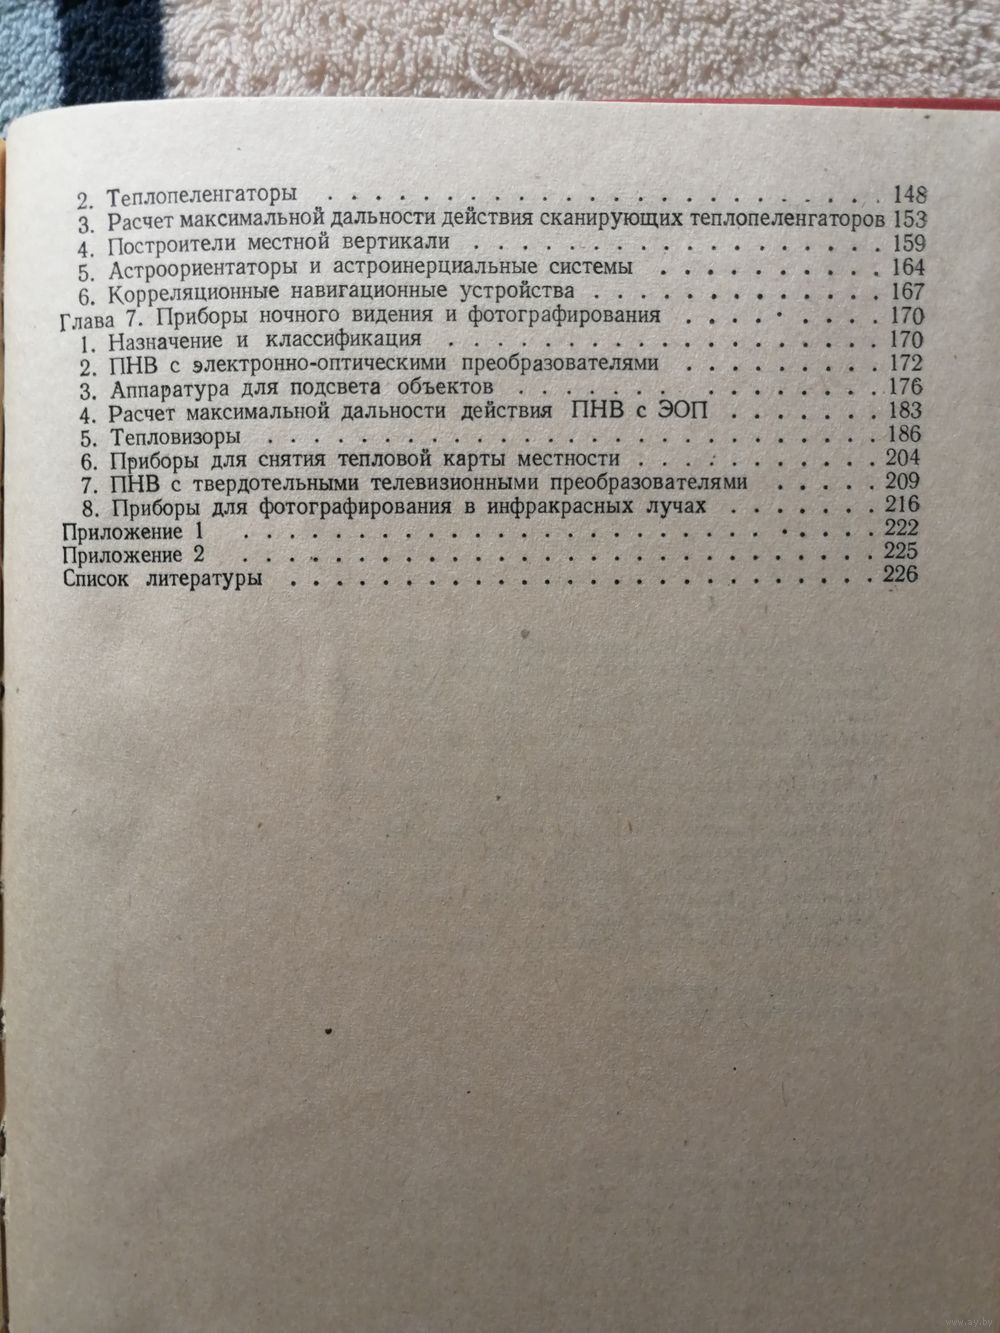 2. Теплопеленгаторы . . . . . . . . . . . . . . . . . . . . . . . . 148
3. Расчет максимальной дальности действия сканирующих теплопеленгаторов 153
4. Построители местной вертикали . . . . . . . . . . . . . . . . . . 159
5. Астроориентаторы и астроинерциальные системы . . . . . . . . . . 164
6. Корреляционные навигационные устройства . . . . . . . . . . . . . 167
Глава 7. Приборы ночного видения и фотографирования . . . . . . . . . 170
1. Назначение и классификация . . . . . . . . . . . . . . . . . . . 170
2. ПНВ с электронно-оптическими преобразователями . . . . . . . . . 172
3. Аппаратура для подсвета объектов . . . . . . . . . . . . . . . . 176
4. Расчет максимальной дальности действия ПНВ с ЭОП . . . . . . . 183
5. Тепловизоры . . . . . . . . . . . . . . . . . . . . . . . . . . . 186
6. Приборы для снятия тепловой карты местности . . . . . . . . . . . 204
7. ПНВ с твердотельными телевизионными преобразователями . . . . . 209
8. Приборы для фотографирования в инфракрасных лучах . . . . . . . 216
Приложение 1 . . . . . . . . . . . . . . . . . . . . . . . . . . . . 222
Приложение 2 . . . . . . . . . . . . . . . . . . . . . . . . . . . . 225
Список литературы . . . . . . . . . . . . . . . . . . . . . . . . . . 226
www.ay.by